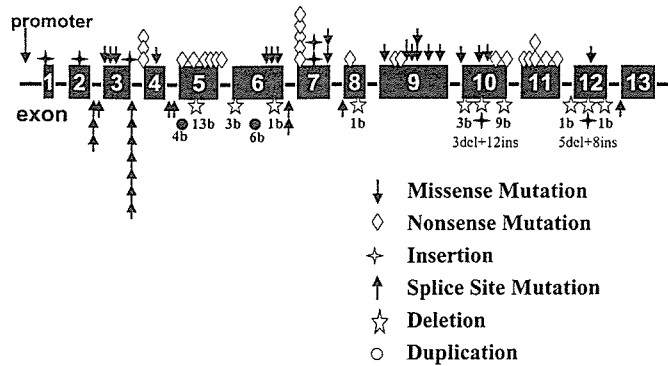 promoter
1 2 3 4 5 6 7 8 9 10 11 12 13
exon
13b 3b 1b 1b 3b 9b 1b 1b
4b 6b
3del+12ins 5del+8ins
Missense Mutation
Nonsense Mutation
Insertion
Splice Site Mutation
Deletion
Duplication